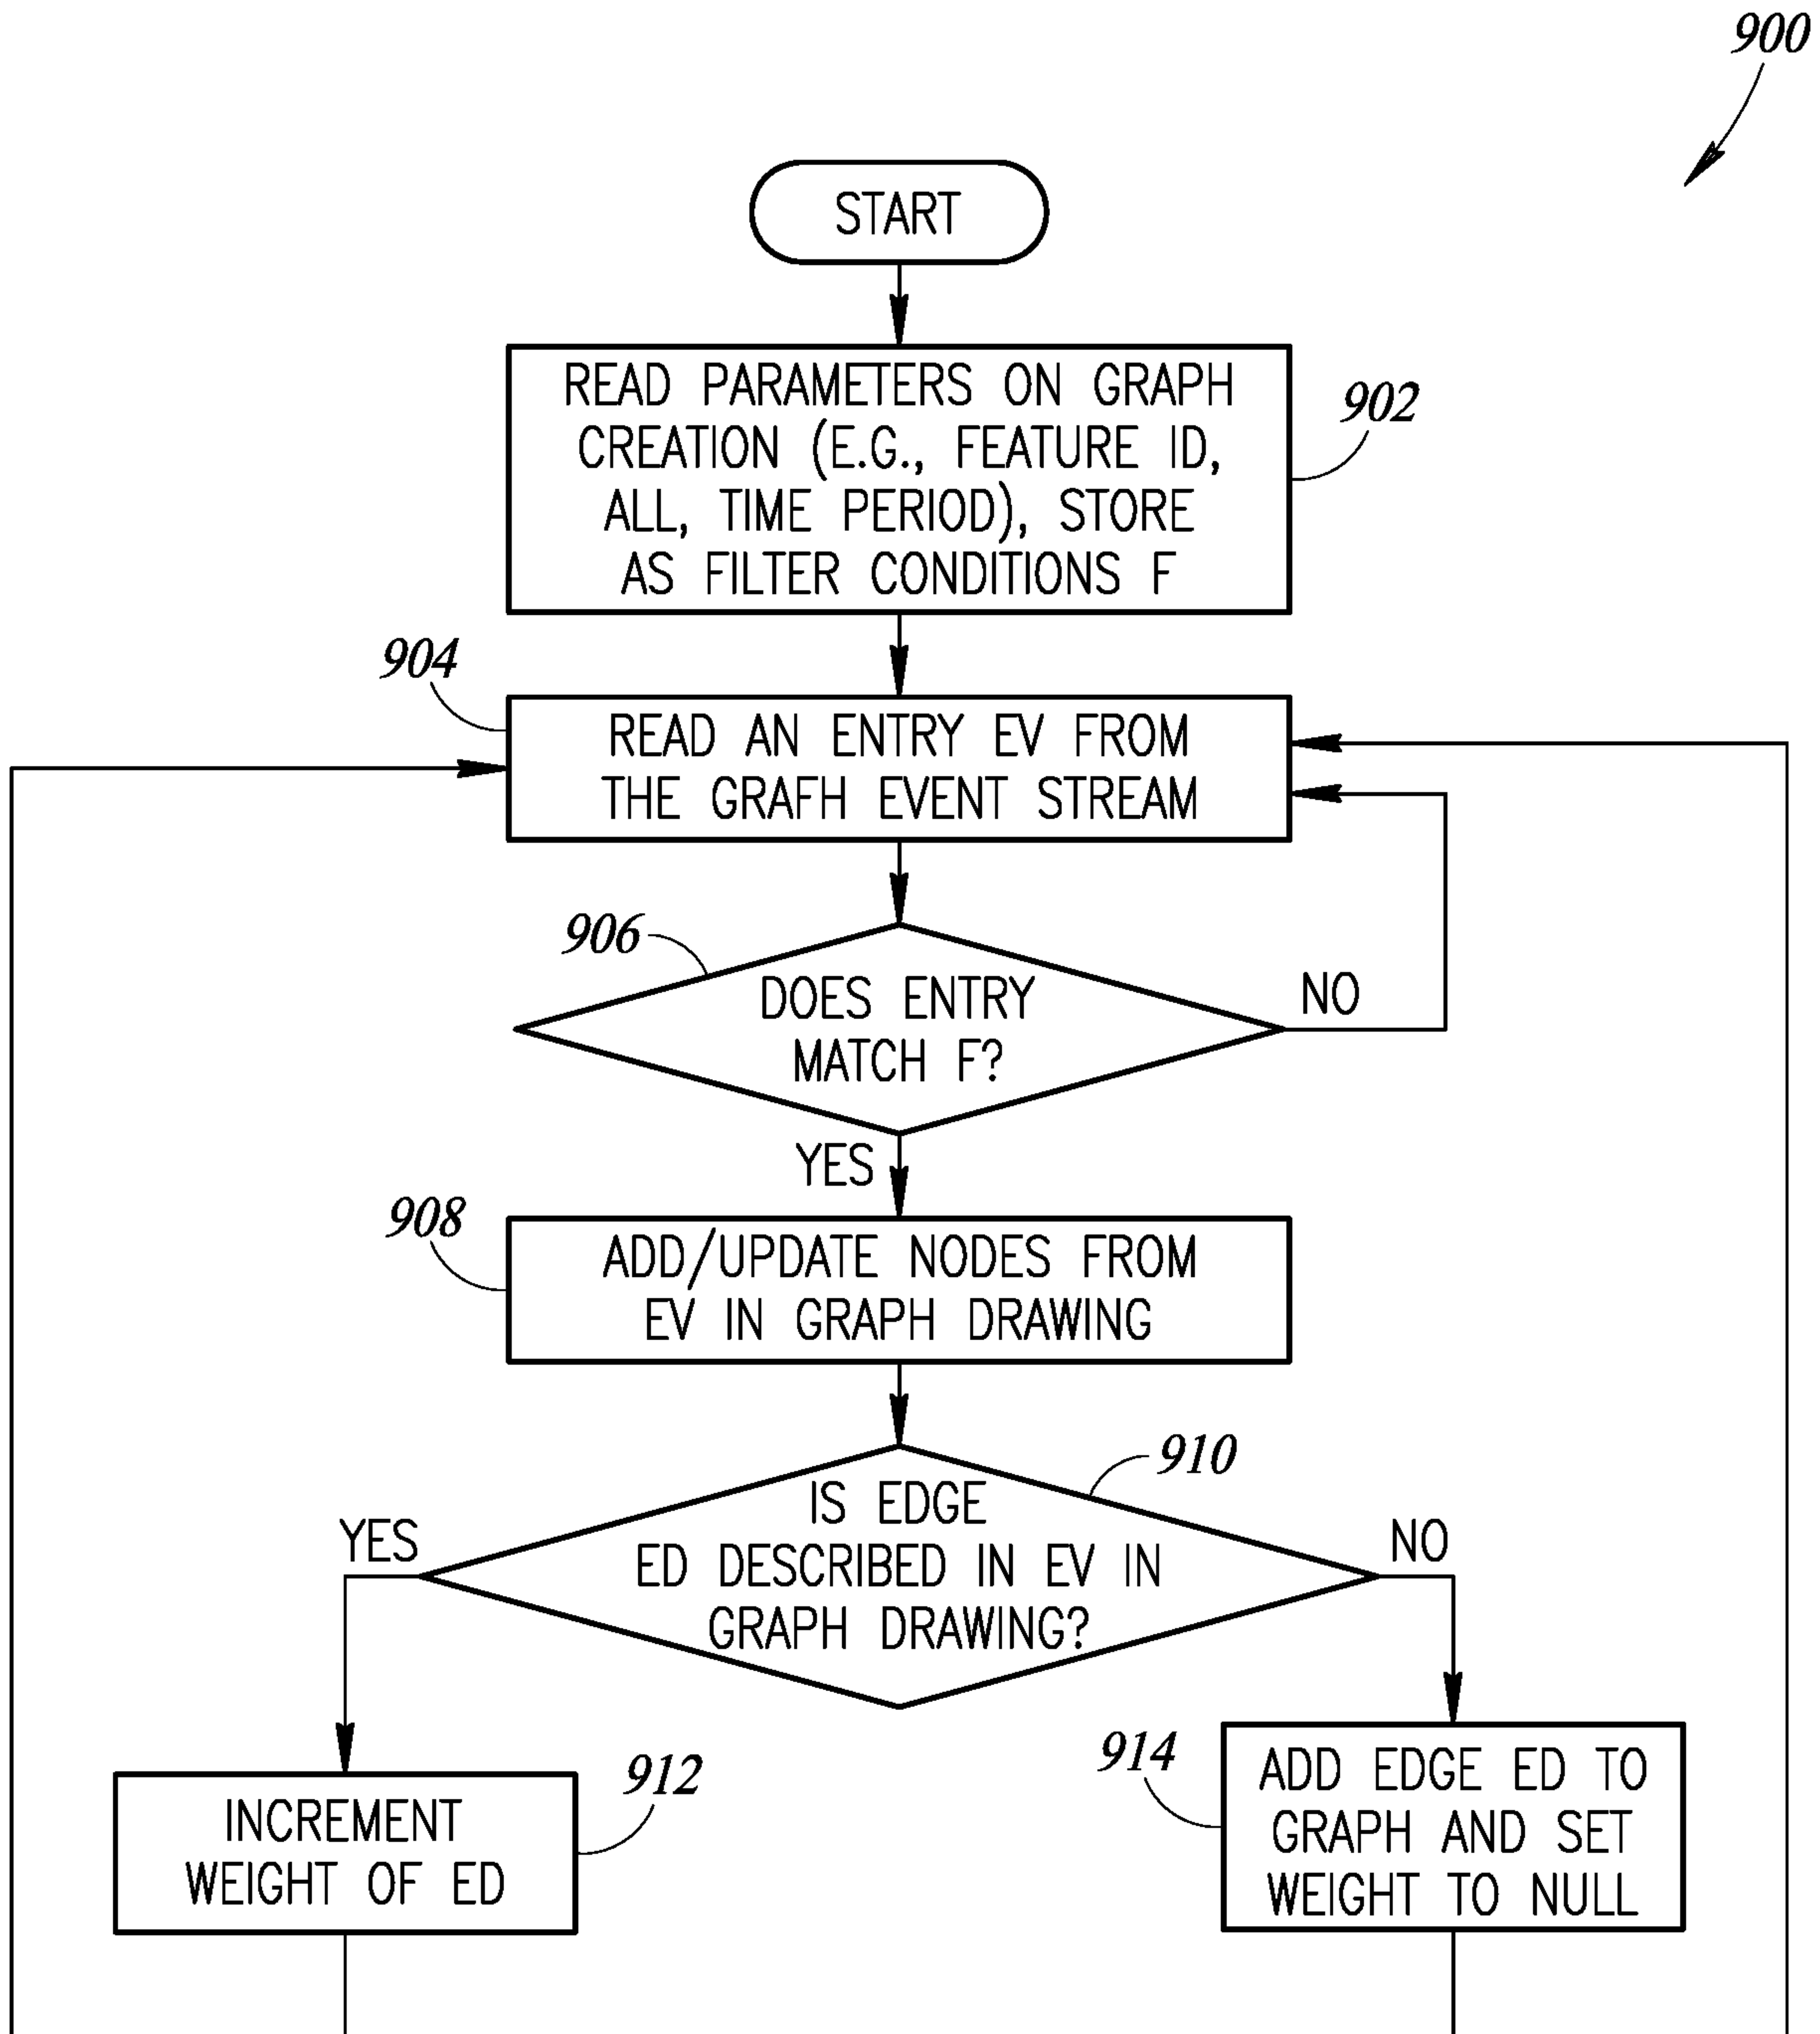 900
START
READ PARAMETERS ON GRAPH
CREATION (E.G., FEATURE ID,
ALL, TIME PERIOD), STORE
AS FILTER CONDITIONS F
902
904
READ AN ENTRY EV FROM
THE GRAFH EVENT STREAM
906
DOES ENTRY
MATCH F?
NO
YES
908
ADD/UPDATE NODES FROM
EV IN GRAPH DRAWING
910
IS EDGE
ED DESCRIBED IN EV IN
GRAPH DRAWING?
YES
NO
912
INCREMENT
WEIGHT OF ED
914
ADD EDGE ED TO
GRAPH AND SET
WEIGHT TO NULL